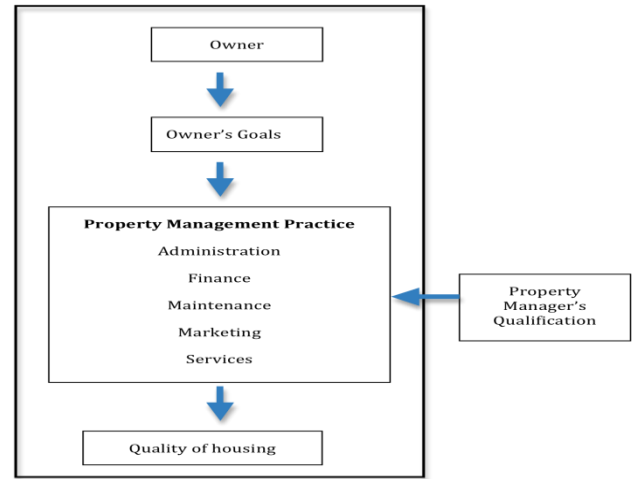 Owner
Owner's Goals
Property Management Practice
Administration
Finance
Maintenance
Marketing
Services
Property
Manager's
Qualification
Quality of housing